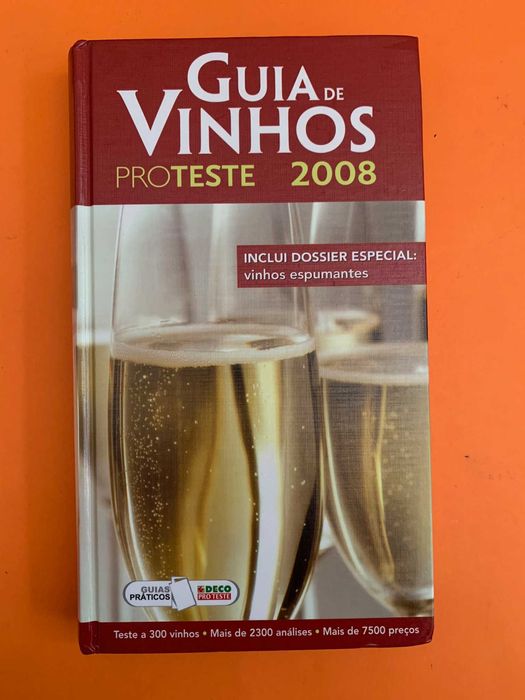 GUIA DE
VINHOS
PROTESTE 2008
INCLUI DOSSIER ESPECIAL:
vinhos espumantes
GUIAS
PRÁTICOS
DECO
PROTESTE
Teste a 300 vinhos • Mais de 2300 análises • Mais de 7500 preços